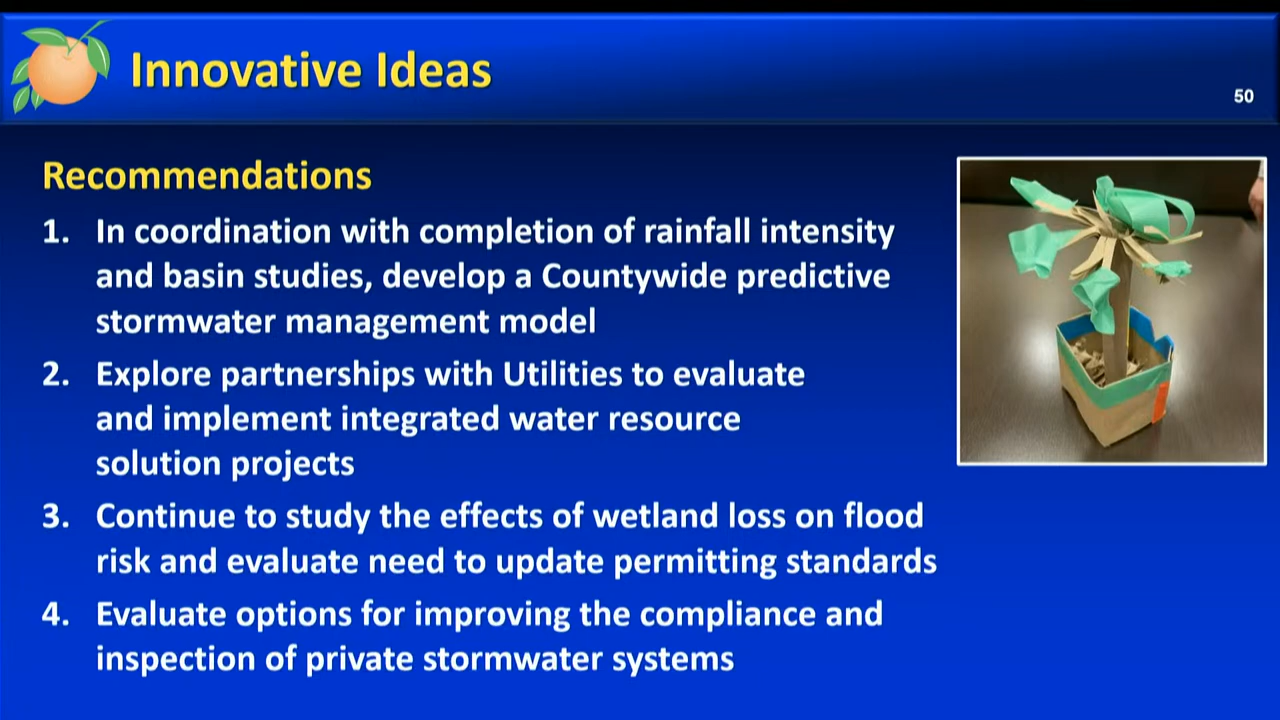 Innovative Ideas
50
Recommendations
1. In coordination with completion of rainfall intensity
and basin studies, develop a Countywide predictive
stormwater management model
2. Explore partnerships with Utilities to evaluate
and implement integrated water resource
solution projects
3. Continue to study the effects of wetland loss on flood
risk and evaluate need to update permitting standards
4. Evaluate options for improving the compliance and
inspection of private stormwater systems